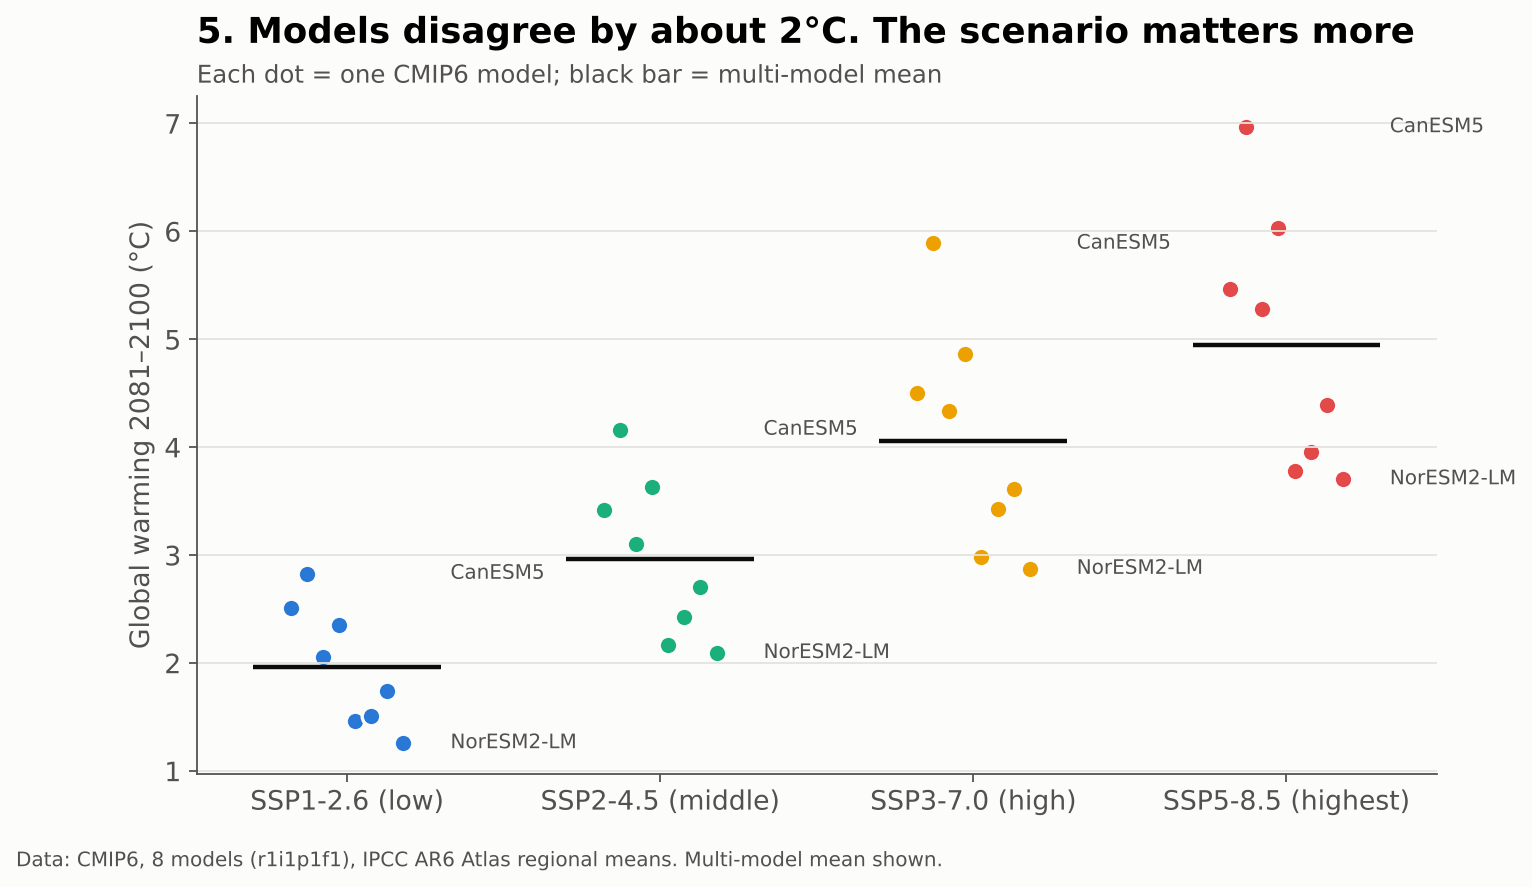 5. Models disagree by about 2°C. The scenario matters more
Each dot = one CMIP6 model; black bar = multi-model mean
Global warming 2081–2100 (°C)
7
6
5
4
3
2
1
CanESM5
NorESM2-LM
CanESM5
NorESM2-LM
CanESM5
NorESM2-LM
CanESM5
NorESM2-LM
SSP1-2.6 (low)
SSP2-4.5 (middle)
SSP3-7.0 (high)
SSP5-8.5 (highest)
Data: CMIP6, 8 models (r1i1p1f1), IPCC AR6 Atlas regional means. Multi-model mean shown.